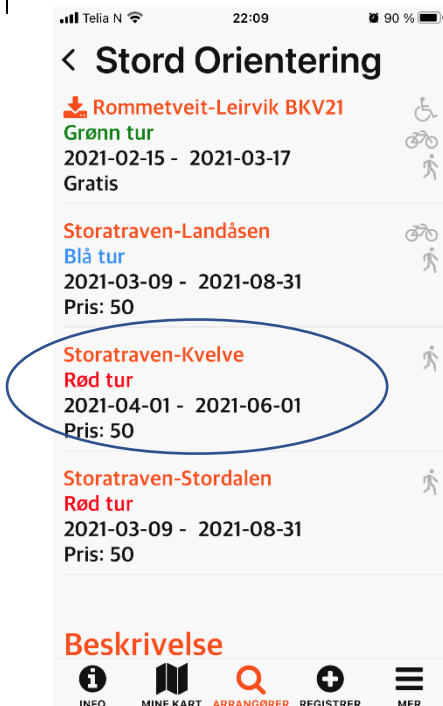 Telia N 22:09 90 %
Stord Orientering
Rommetveit-Leirvik BKV21
Grønn tur
2021-02-15 - 2021-03-17
Gratis
Storatraven-Landåsen
Blå tur
2021-03-09 - 2021-08-31
Pris: 50
Storatraven-Kvelve
Rød tur
2021-04-01 - 2021-06-01
Pris: 50
Storatraven-Stordalen
Rød tur
2021-03-09 - 2021-08-31
Pris: 50
Beskrivelse
INFO MINE KART ARRANGØRER REGISTRER MER